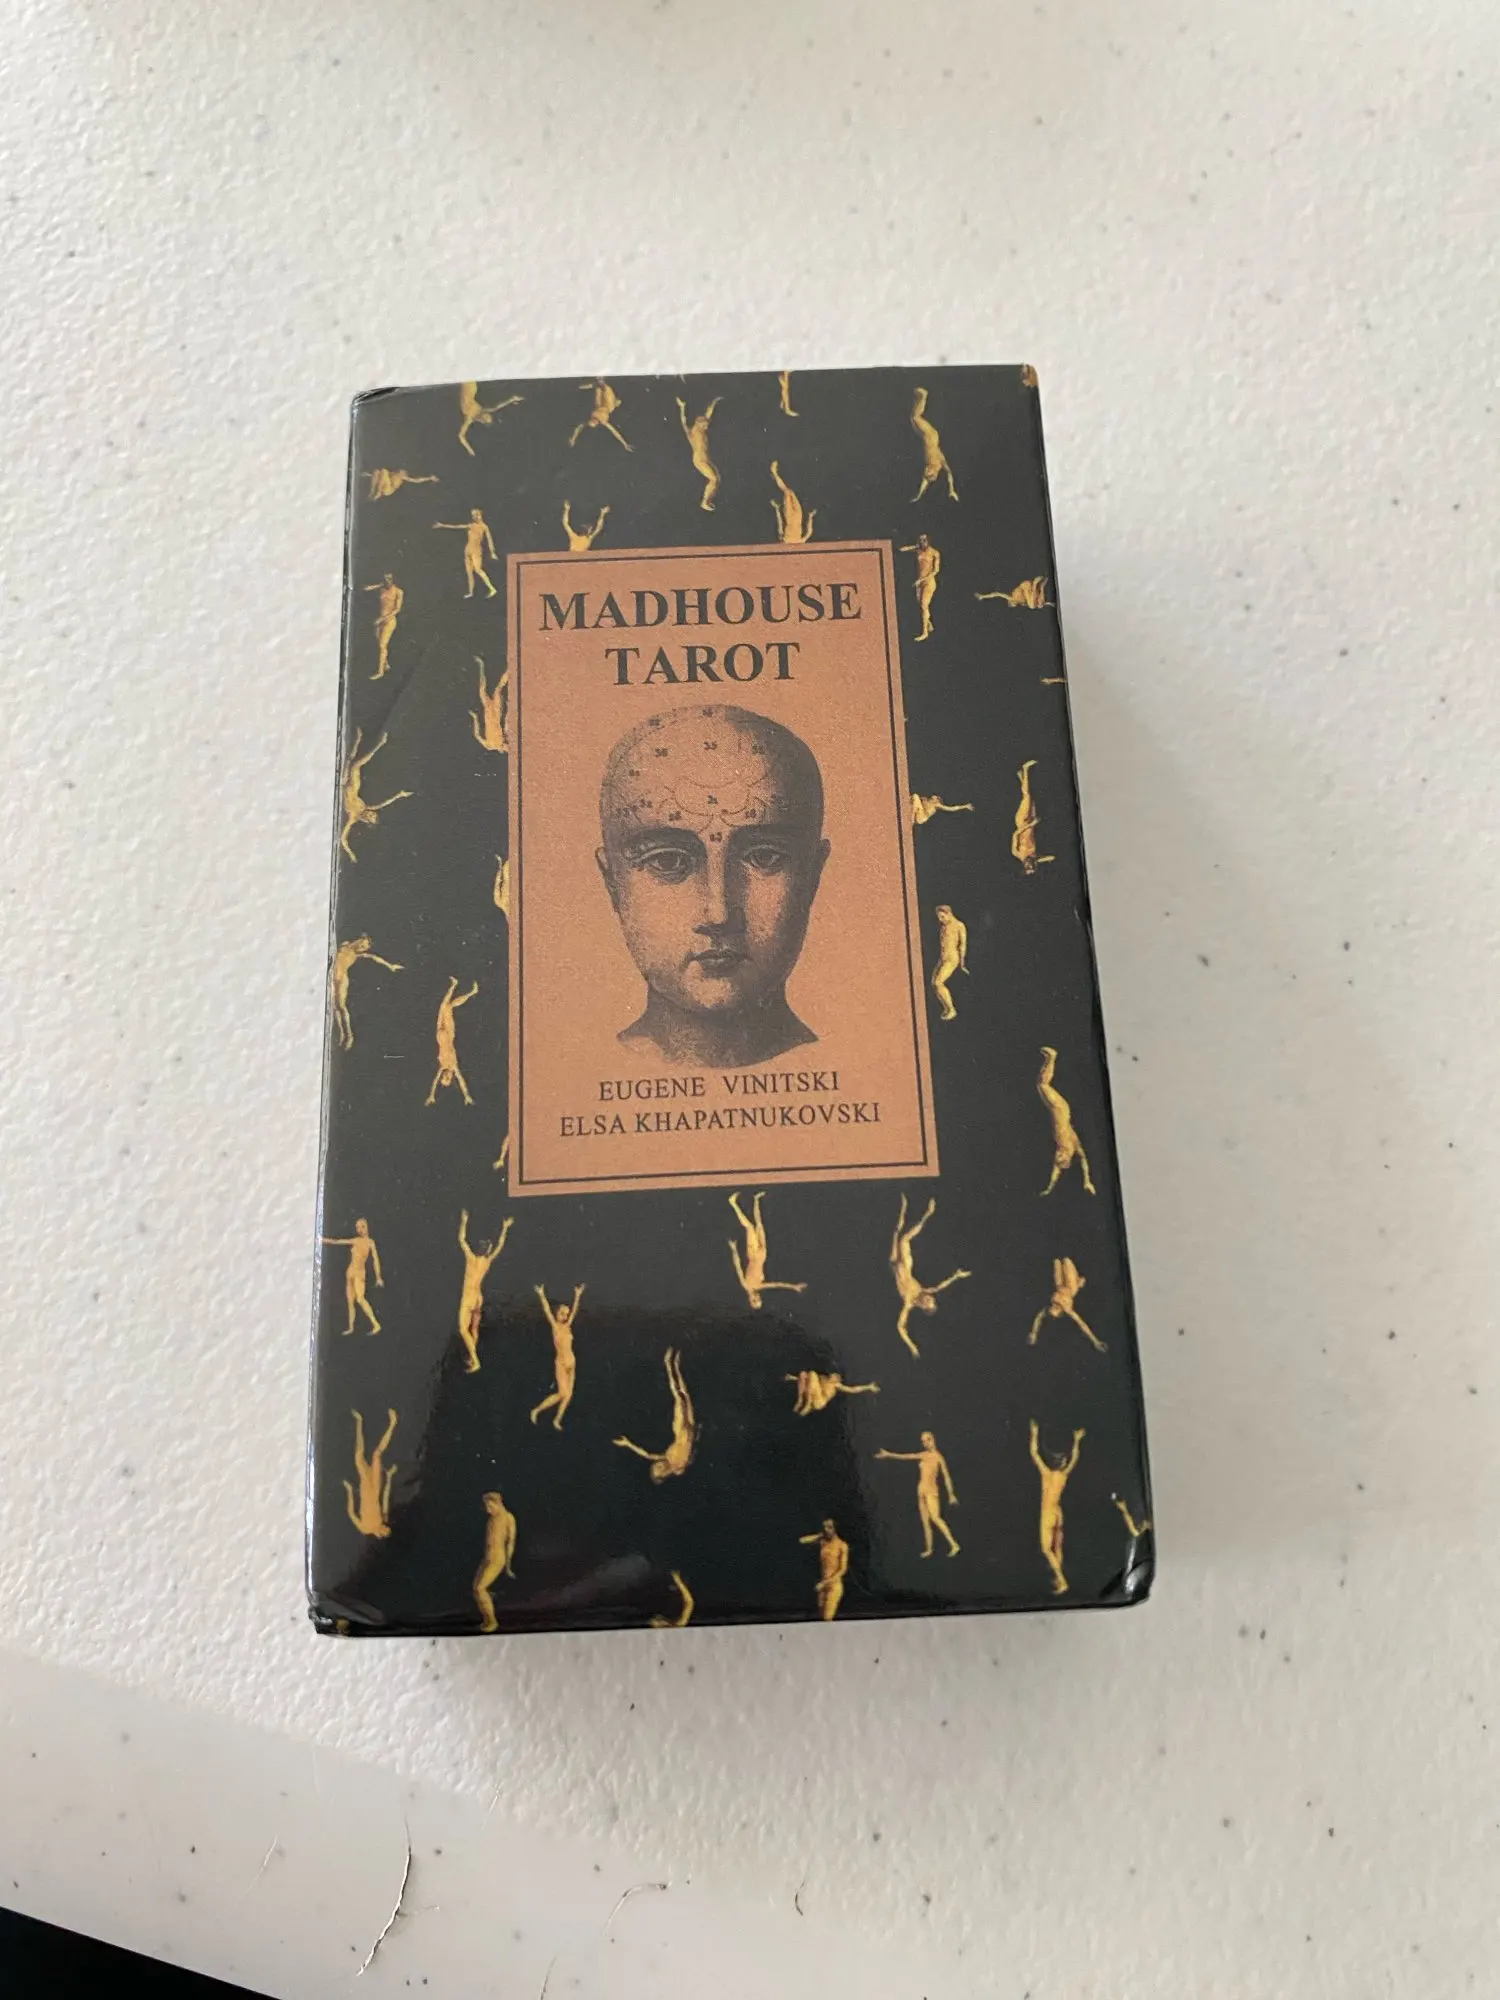 MADHOUSE
TAROT
EUGENE VINITSKI
ELSA KHAPATNUKOVSKI